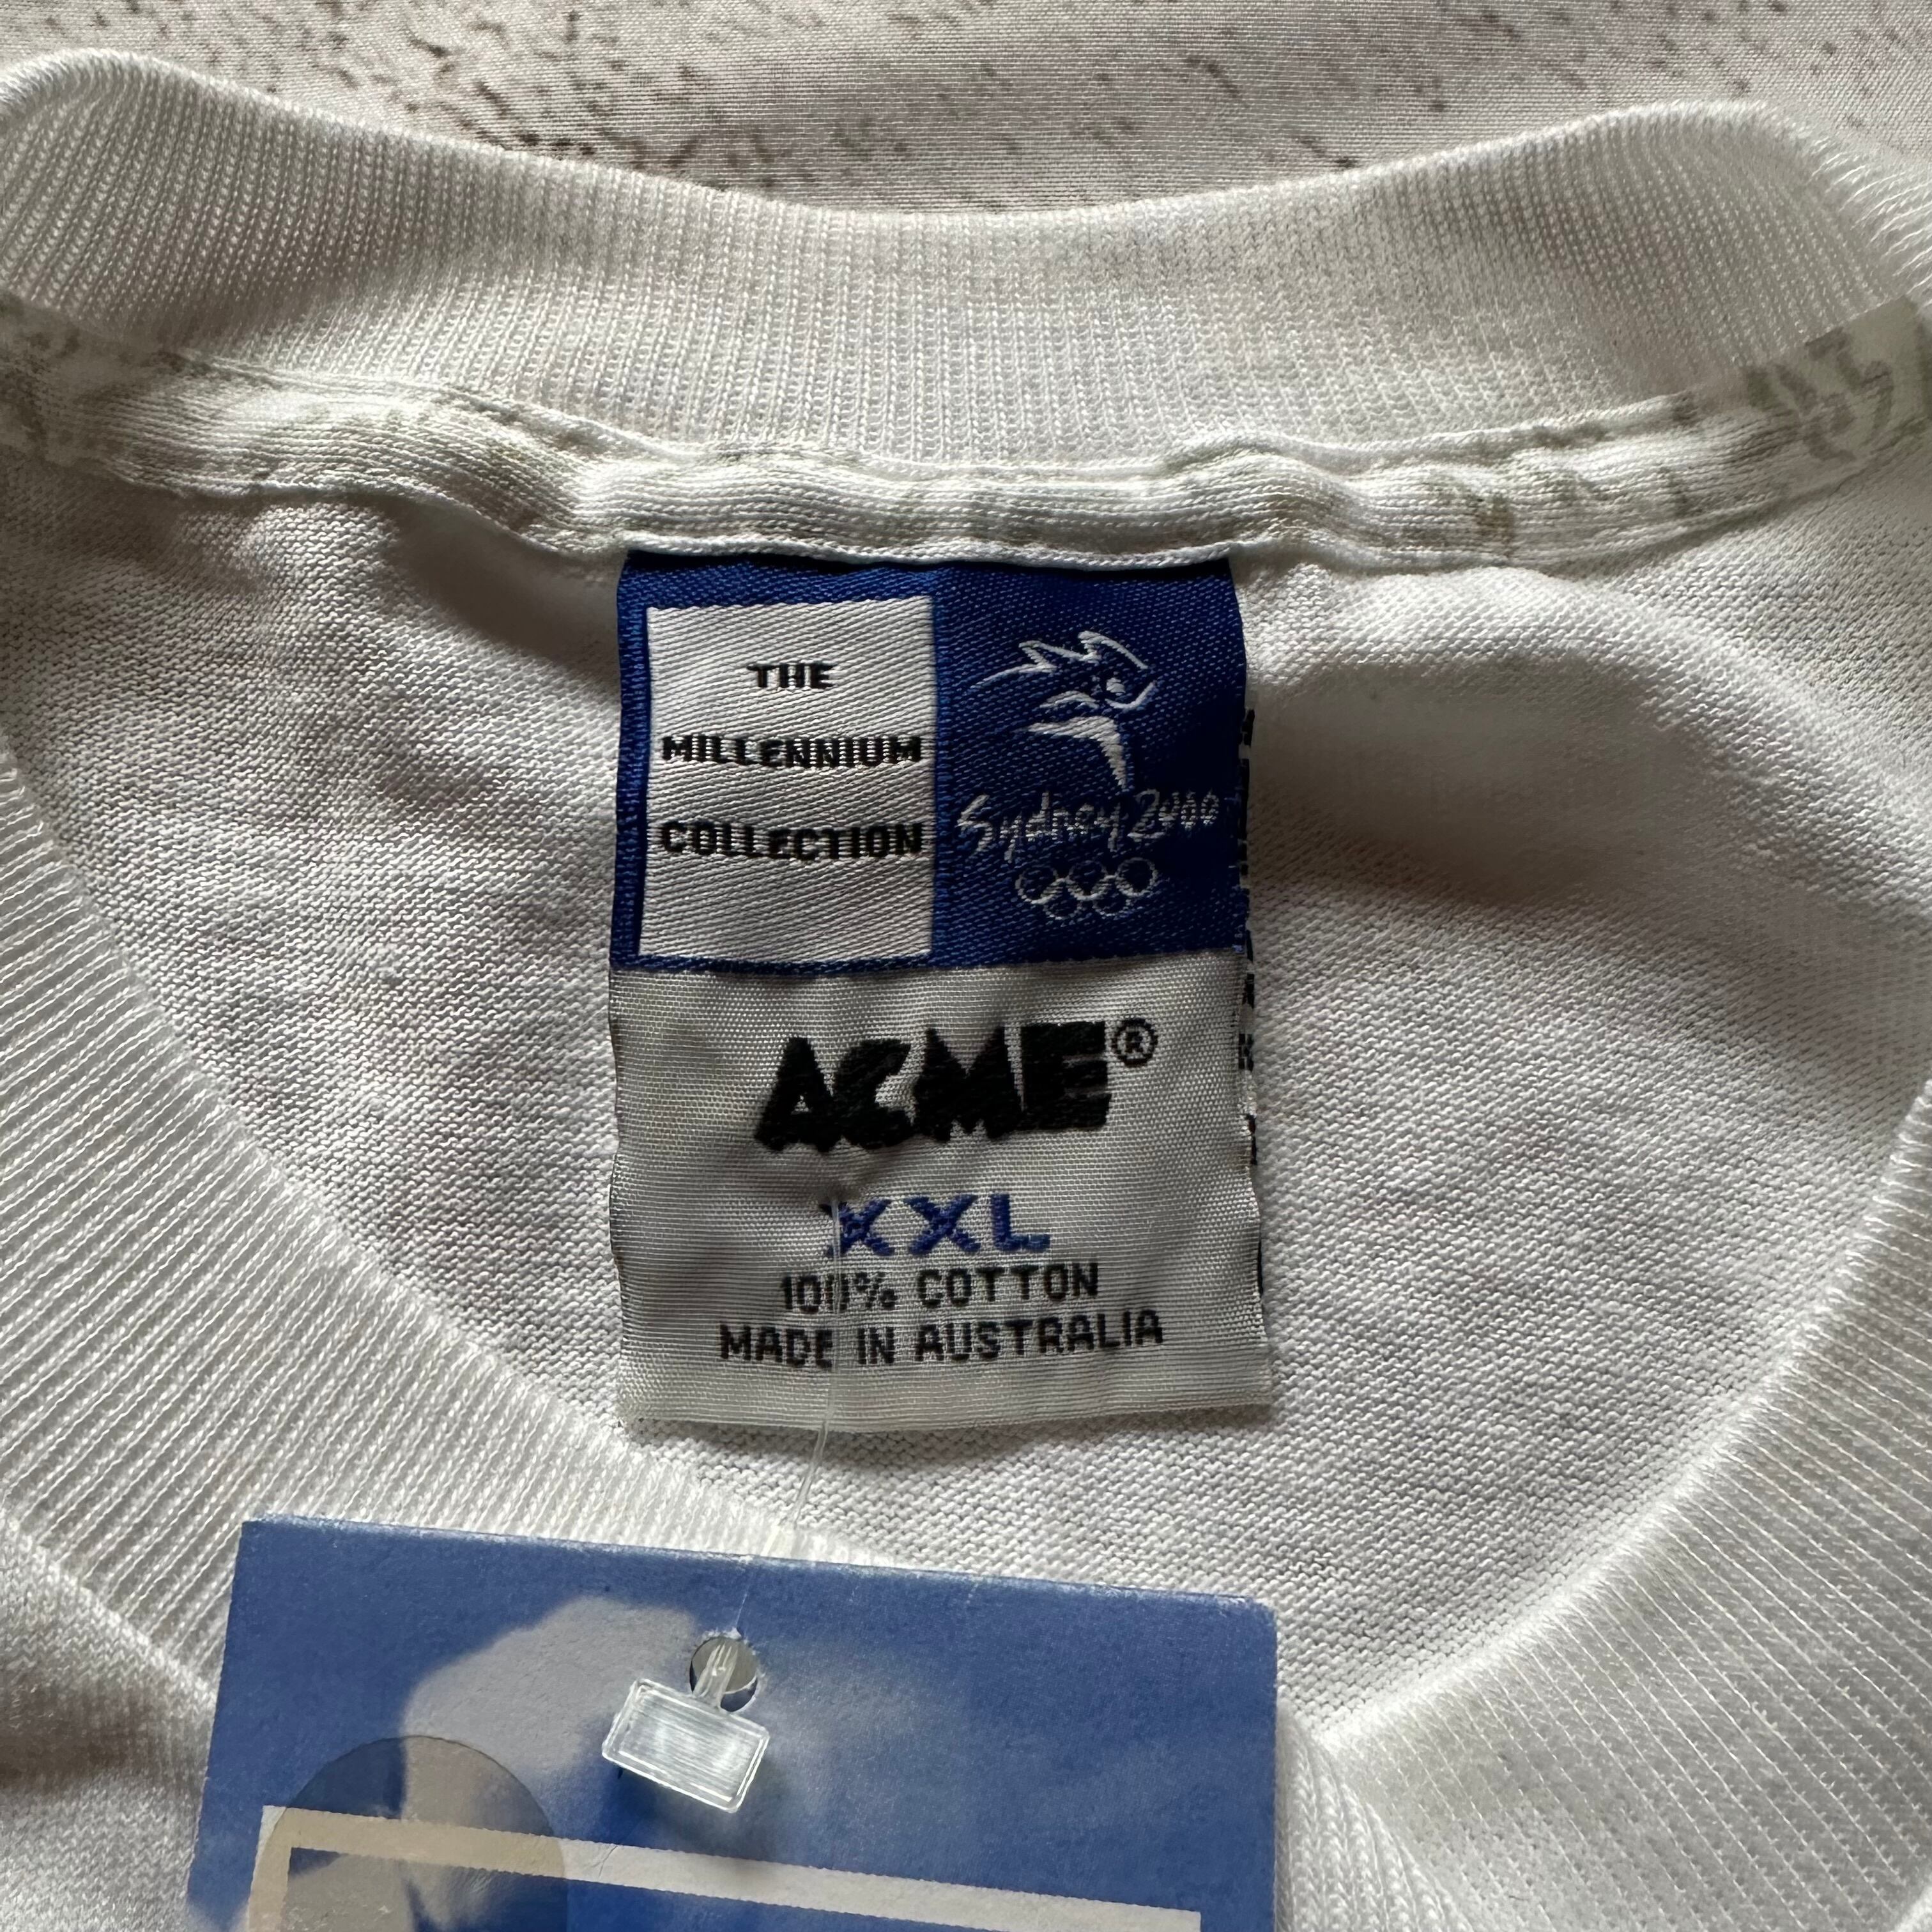 THE
MILLENNIUM
COLLECTION
Sydney 2000
ACME®
XXL
100% COTTON
MADE IN AUSTRALIA